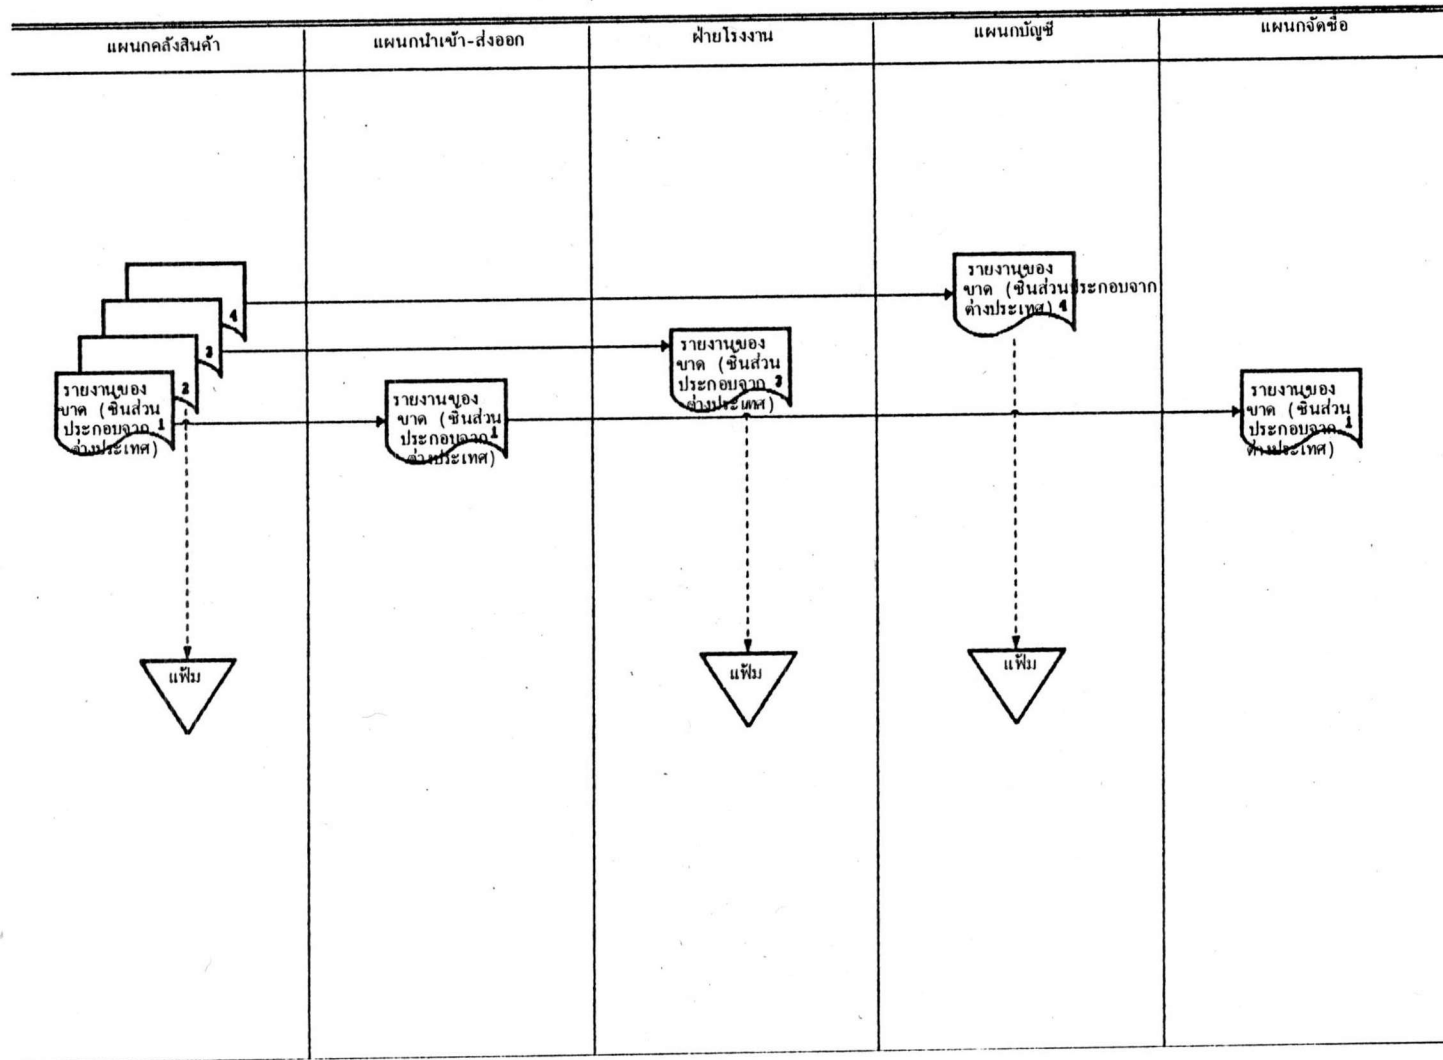 แผนกคลังสินค้า
แผนกนำเข้า-ส่งออก
ฝ่ายโรงงาน
แผนกบัญชี
แผนกจัดซื้อ
4
3
2
รายงานของ
ขาด (ชิ้นส่วน
ประกอบจาก 1
ต่างประเทศ)
รายงานของ
ขาด (ชิ้นส่วน
ประกอบจาก 1
ต่างประเทศ)
รายงานของ
ขาด (ชิ้นส่วน
ประกอบจาก 3
ต่างประเทศ)
รายงานของ
ขาด (ชิ้นส่วนประกอบจาก
ต่างประเทศ) 4
รายงานของ
ขาด (ชิ้นส่วน
ประกอบจาก 1
ต่างประเทศ)
แฟ้ม
แฟ้ม
แฟ้ม